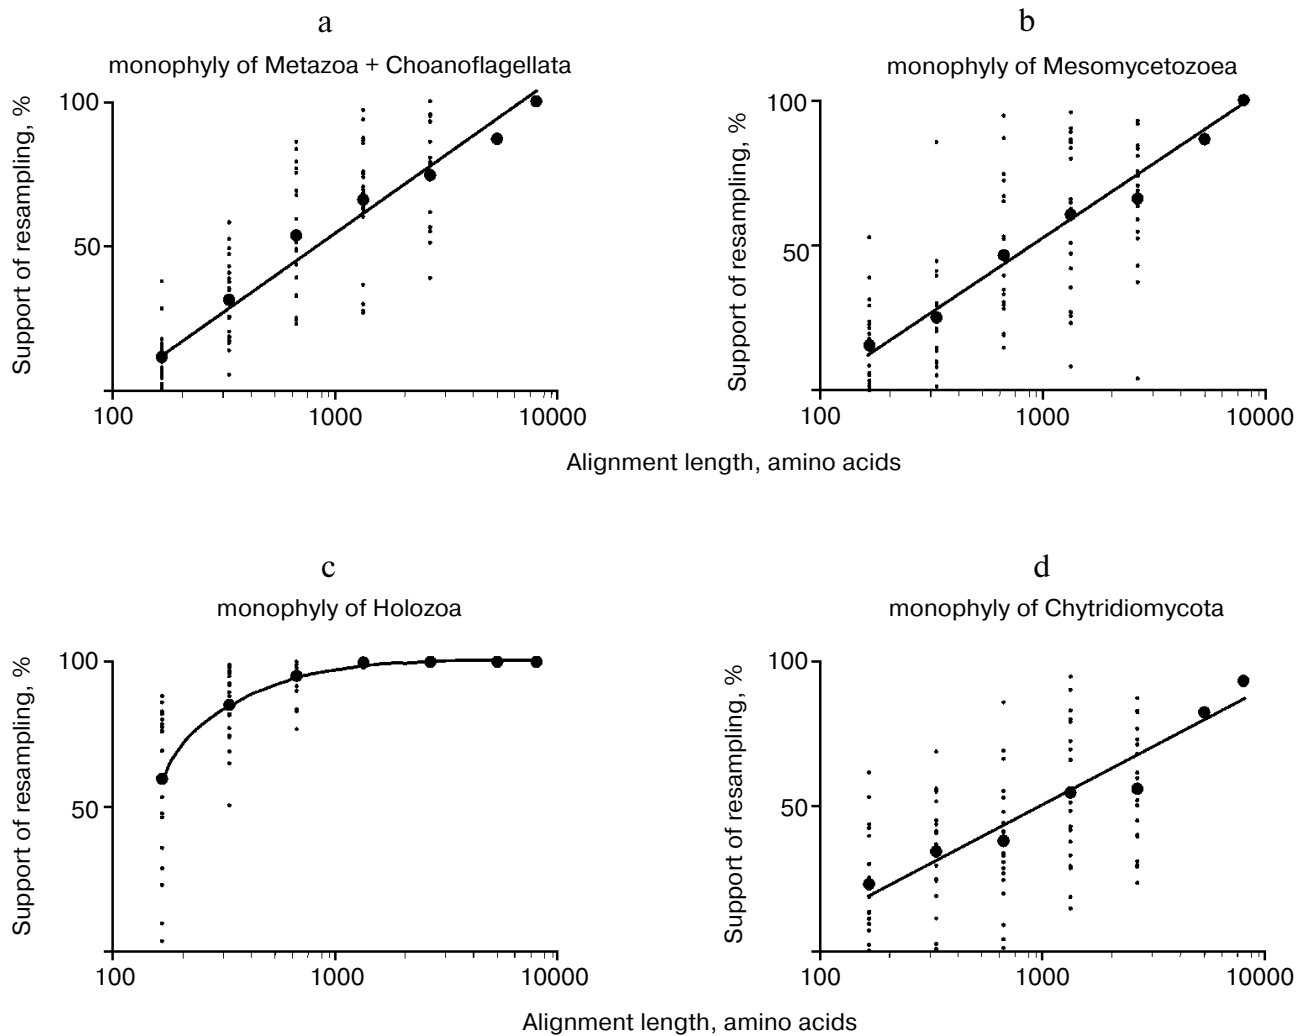 a
monophyly of Metazoa + Choanoflagellata
Support of resampling, %
100
50
100
1000
10000
b
monophyly of Mesomycetozoea
Support of resampling, %
100
50
100
1000
10000
Alignment length, amino acids
c
monophyly of Holozoa
Support of resampling, %
100
50
100
1000
10000
d
monophyly of Chytridiomycota
Support of resampling, %
100
50
100
1000
10000
Alignment length, amino acids